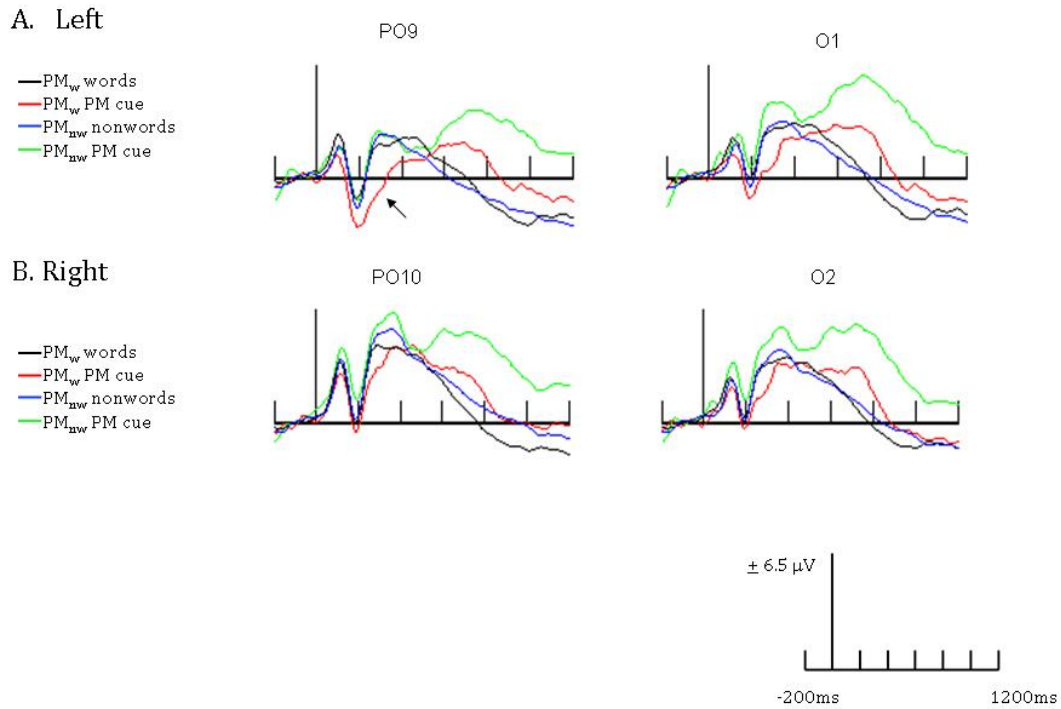 A. Left
PO9
O1
PMw words
PMw PM cue
PMnw nonwords
PMnw PM cue
B. Right
PO10
O2
PMw words
PMw PM cue
PMnw nonwords
PMnw PM cue
± 6.5 µV
-200ms
1200ms